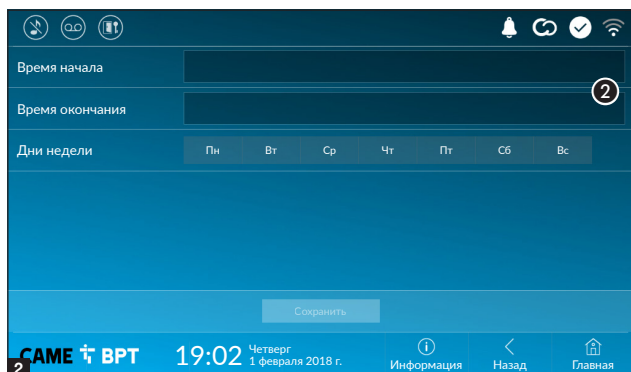 Время начала
2
Время окончания
Дни недели
Пн Вт Ср Чт Пт Сб Вс
Сохранить
2
CAME BPT 19:02 Четверг
1 февраля 2018 г.
Информация Назад Главная